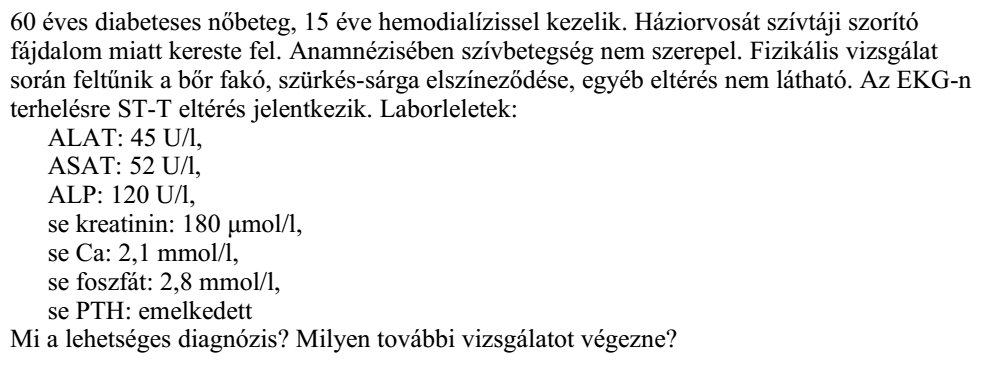 60 éves diabeteses nőbeteg, 15 éve hemodialízissel kezelik. Háziorvosát szívtáji szorító
fájdalom miatt kereste fel. Anamnézisében szívbetegség nem szerepel. Fizikális vizsgálat
során feltűnik a bőr fakó, szürkés-sárga elszíneződése, egyéb eltérés nem látható. Az EKG-n
terhelésre ST-T eltérés jelentkezik. Laborleletek:
ALAT: 45 U/l,
ASAT: 52 U/l,
ALP: 120 U/l,
se kreatinin: 180 μmol/l,
se Ca: 2,1 mmol/l,
se foszfát: 2,8 mmol/l,
se PTH: emelkedett
Mi a lehetséges diagnózis? Milyen további vizsgálatot végezne?